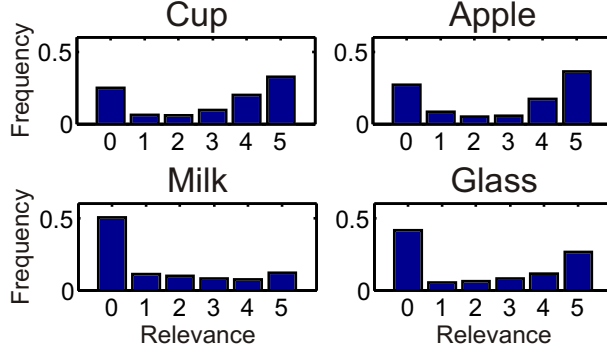 Cup
Apple
Frequency
0.5
0
0 1 2 3 4 5
0.5
0
0 1 2 3 4 5
Milk
Glass
Frequency
0.5
0
0 1 2 3 4 5
Relevance
0.5
0
0 1 2 3 4 5
Relevance